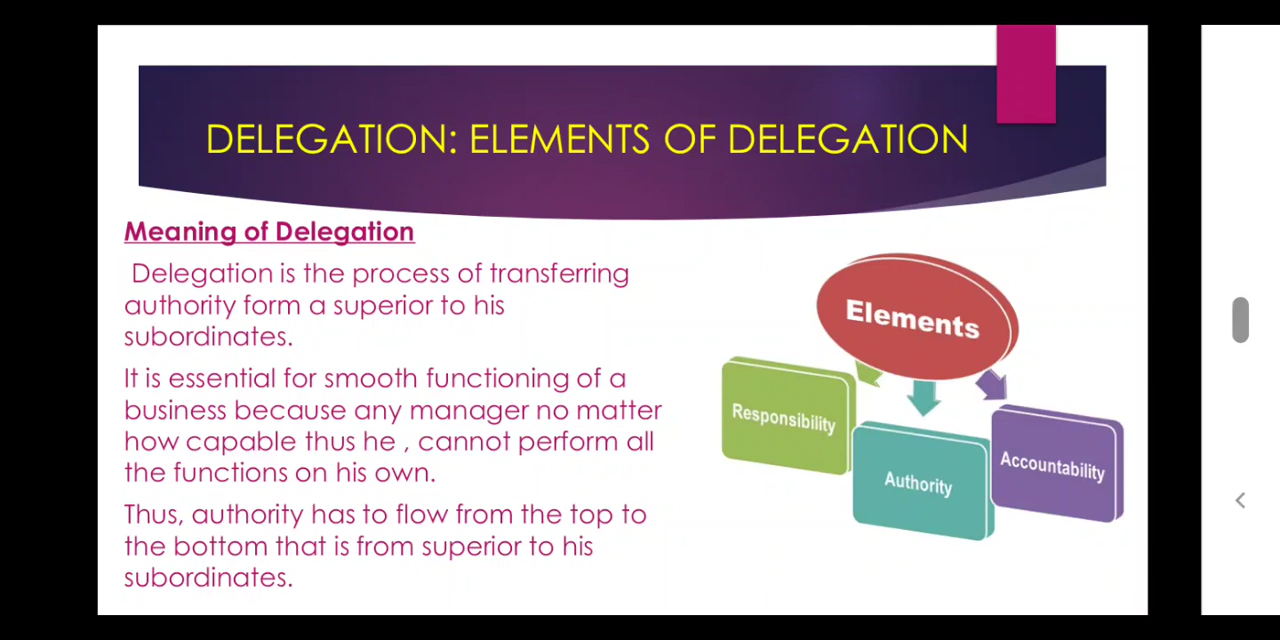 DELEGATION: ELEMENTS OF DELEGATION
Meaning of Delegation
Delegation is the process of transferring
authority form a superior to his
subordinates.
It is essential for smooth functioning of a
business because any manager no matter
how capable thus he , cannot perform all
the functions on his own.
Thus, authority has to flow from the top to
the bottom that is from superior to his
subordinates.
Elements
Responsibility
Authority
Accountability